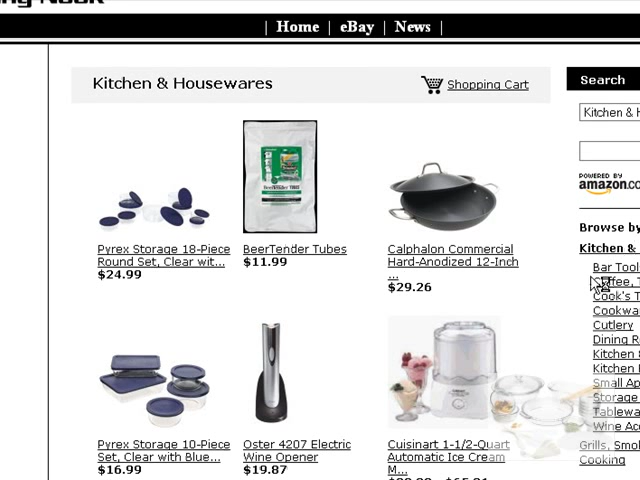 | Home | eBay | News |
Kitchen & Housewares
Shopping Cart
Search
Kitchen & H
POWERED BY
amazon.co
Browse by
Kitchen &
Bar Tool
Cook's T
Cookwa
Cutlery
Dining R
Kitchen
Kitchen
Small Ap
Storage
Tablewa
Wine Ac
Grills, Smo
Cooking
BeerTender TUBES
Pyrex Storage 18-Piece
Round Set, Clear wit...
$24.99
BeerTender Tubes
$11.99
Calphalon Commercial
Hard-Anodized 12-Inch
...
$29.26
Pyrex Storage 10-Piece
Set, Clear with Blue...
$16.99
Oster 4207 Electric
Wine Opener
$19.87
Cuisinart 1-1/2-Quart
Automatic Ice Cream
M...